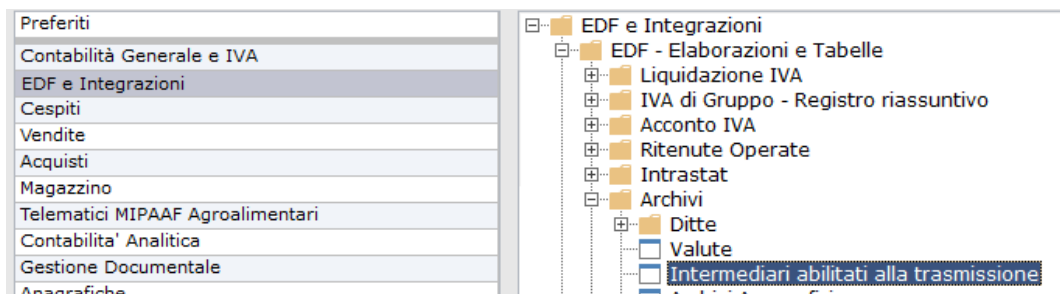 Preferiti
Contabilità Generale e IVA
EDF e Integrazioni
Cespiti
Vendite
Acquisti
Magazzino
Telematici MIPAAF Agroalimentari
Contabilita' Analitica
Gestione Documentale
Anagrafiche
EDF e Integrazioni
EDF - Elaborazioni e Tabelle
Liquidazione IVA
IVA di Gruppo - Registro riassuntivo
Acconto IVA
Ritenute Operate
Intrastat
Archivi
Ditte
Valute
Intermediari abilitati alla trasmissione